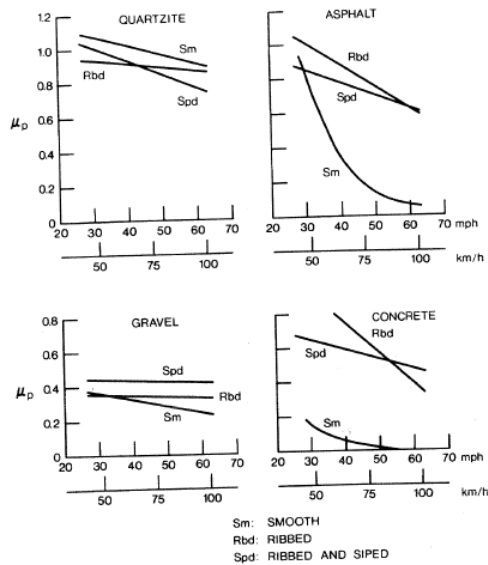 QUARTZITE
ASPHALT
1.2
1.0
0.8
0.6
0.4
0.2
0
μp
Sm
Rbd
Spd
Rbd
Spd
Sm
20 30 40 50 60 70
20 30 40 50 60 70 mph
50 75 100
50 75 100 km/h
GRAVEL
CONCRETE
0.8
0.6
0.4
0.2
0
μp
Spd
Rbd
Sm
Rbd
Spd
Sm
20 30 40 50 60 70
20 30 40 50 60 70 mph
50 75 100
50 75 100 km/h
Sm: SMOOTH
Rbd: RIBBED
Spd: RIBBED AND SIPED